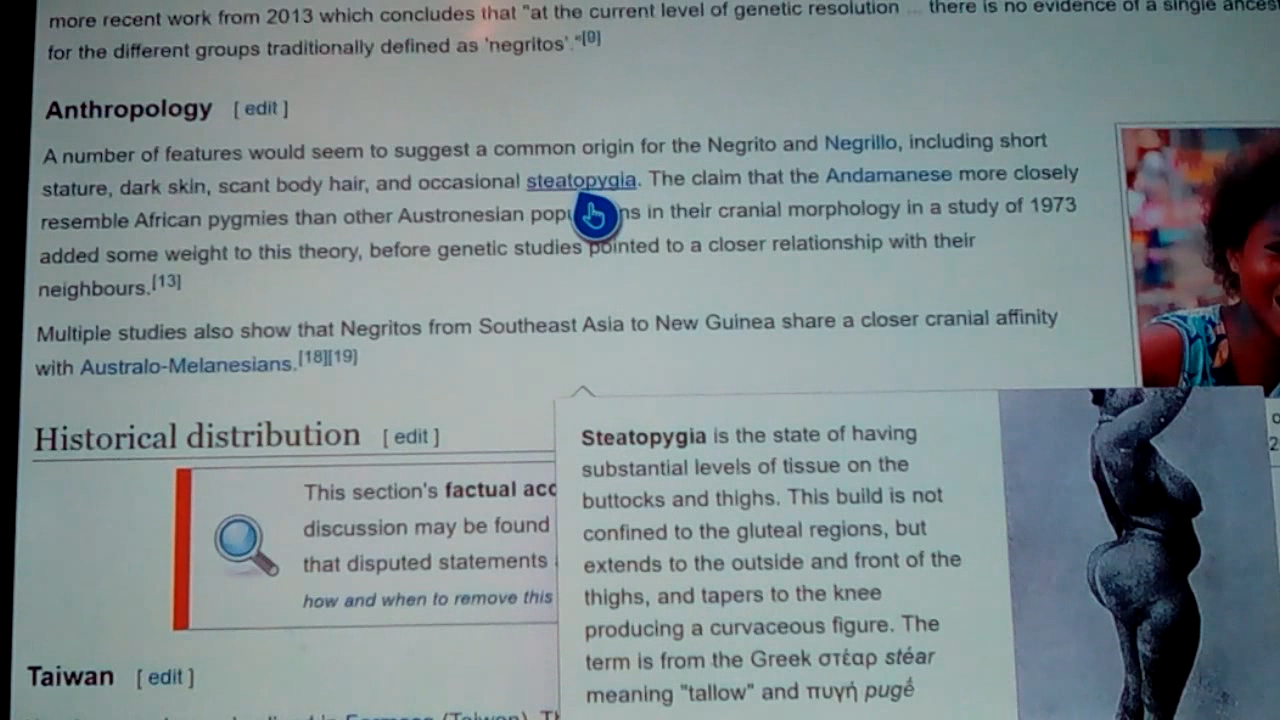 more recent work from 2013 which concludes that "at the current level of genetic resolution ... there is no evidence of a single
for the different groups traditionally defined as 'negritos'."[9]
Anthropology [ edit ]
A number of features would seem to suggest a common origin for the Negrito and Negrillo, including short
stature, dark skin, scant body hair, and occasional steatopygia. The claim that the Andamanese more closely
resemble African pygmies than other Austronesian popu ns in their cranial morphology in a study of 1973
added some weight to this theory, before genetic studies pointed to a closer relationship with their
neighbours.[13]
Multiple studies also show that Negritos from Southeast Asia to New Guinea share a closer cranial affinity
with Australo-Melanesians.[18][19]
Historical distribution [ edit ]
This section's factual acc
discussion may be found
that disputed statements
how and when to remove this
Taiwan [ edit ]
Steatopygia is the state of having
substantial levels of tissue on the
buttocks and thighs. This build is not
confined to the gluteal regions, but
extends to the outside and front of the
thighs, and tapers to the knee
producing a curvaceous figure. The
term is from the Greek στέαρ stéar
meaning "tallow" and πυγή pugḗ